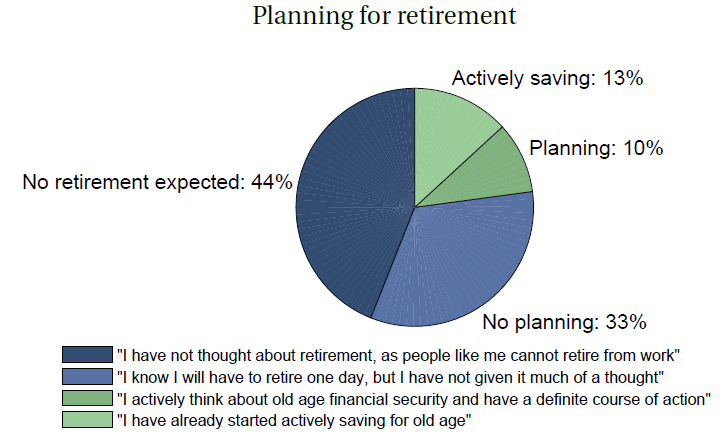 Planning for retirement
Actively saving: 13%
Planning: 10%
No retirement expected: 44%
No planning: 33%
"I have not thought about retirement, as people like me cannot retire from work"
"I know I will have to retire one day, but I have not given it much of a thought"
"I actively think about old age financial security and have a definite course of action"
"I have already started actively saving for old age"